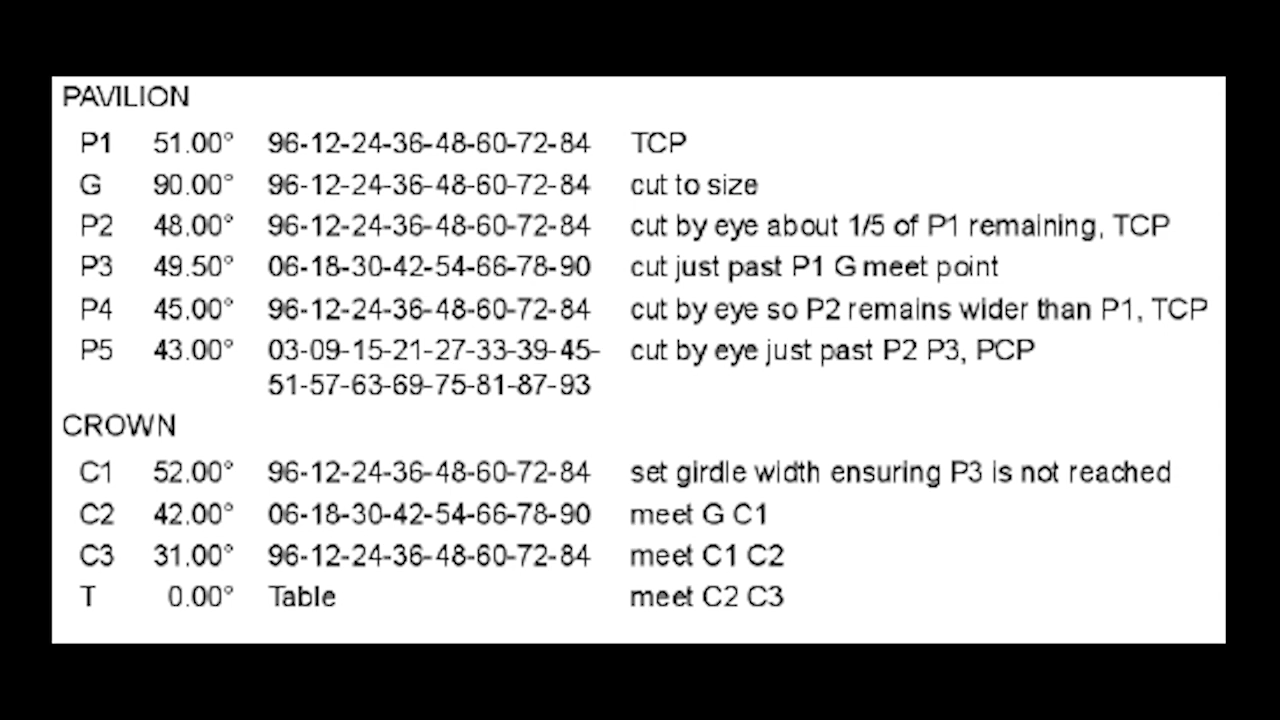 PAVILION
P1 51.00° 96-12-24-36-48-60-72-84 TCP
G 90.00° 96-12-24-36-48-60-72-84 cut to size
P2 48.00° 96-12-24-36-48-60-72-84 cut by eye about 1/5 of P1 remaining, TCP
P3 49.50° 06-18-30-42-54-66-78-90 cut just past P1 G meet point
P4 45.00° 96-12-24-36-48-60-72-84 cut by eye so P2 remains wider than P1, TCP
P5 43.00° 03-09-15-21-27-33-39-45- cut by eye just past P2 P3, PCP
51-57-63-69-75-81-87-93
CROWN
C1 52.00° 96-12-24-36-48-60-72-84 set girdle width ensuring P3 is not reached
C2 42.00° 06-18-30-42-54-66-78-90 meet G C1
C3 31.00° 96-12-24-36-48-60-72-84 meet C1 C2
T 0.00° Table meet C2 C3